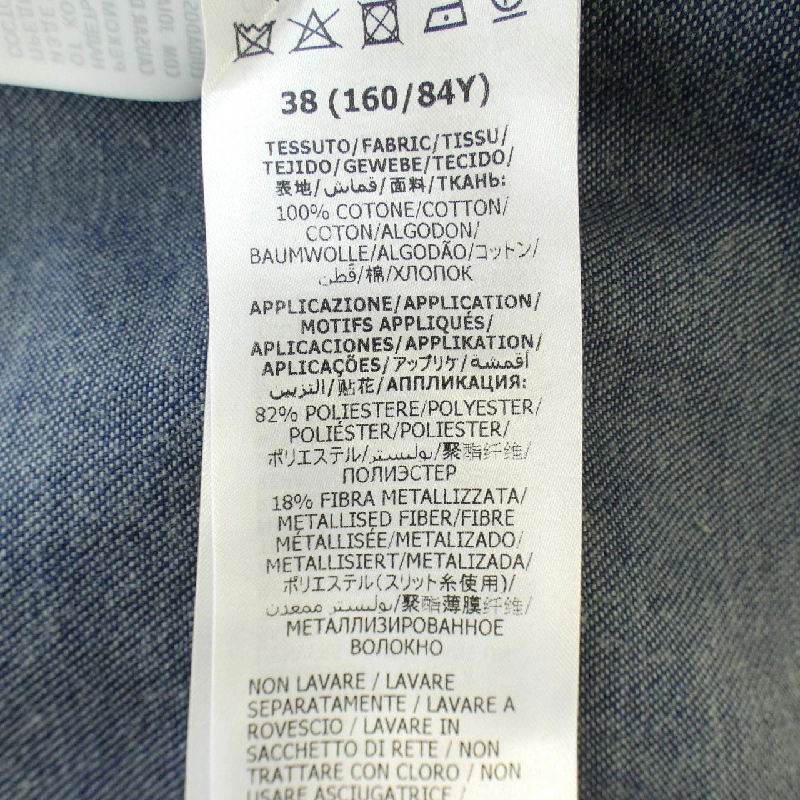 38 (160/84Y)
TESSUTO/FABRIC/TISSU/
TEJIDO/GEWEBE/TECIDO/
表地/قماش/面料/ТКАНЬ:
100% COTONE/COTTON/
COTON/ALGODON/
BAUMWOLLE/ALGODÃO/コットン/
قطن/棉/ХЛОПОК
APPLICAZIONE/APPLICATION/
MOTIFS APPLIQUÉS/
APLICACIONES/APPLIKATION/
APLICAÇÕES/アップリケ/أقمشة
التزيين/貼花/АППЛИКАЦИЯ:
82% POLIESTERE/POLYESTER/
POLIÉSTER/POLIESTER/
ポリエステル/بوليستر/聚酯纤维/
ПОЛИЭСТЕР
18% FIBRA METALLIZZATA/
METALLISED FIBER/FIBRE
MÉTALLISÉE/METALIZADO/
METALLISIERT/METALIZADA/
ポリエステル(スリット糸使用)/
بوليستر ممعدن/聚酯薄膜纤维/
МЕТАЛЛИЗИРОВАННОЕ
ВОЛОКНО
NON LAVARE / LAVARE
SEPARATAMENTE / LAVARE A
ROVESCIO / LAVARE IN
SACCHETTO DI RETE / NON
TRATTARE CON CLORO / NON
USARE ASCIUGATRICE /